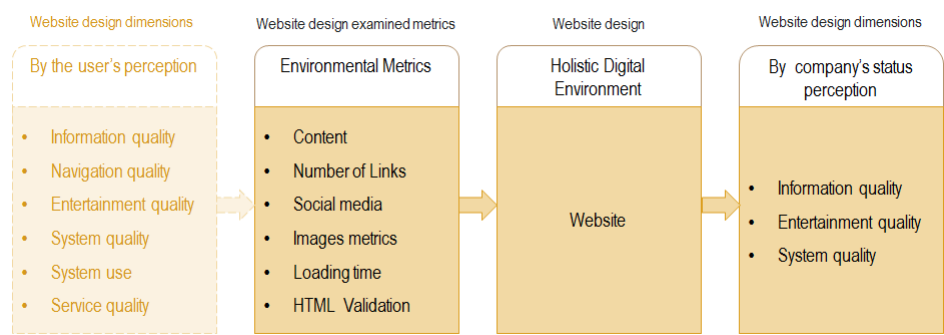 Website design dimensions
By the user's perception
• Information quality
• Navigation quality
• Entertainment quality
• System quality
• System use
• Service quality
Website design examined metrics
Environmental Metrics
• Content
• Number of Links
• Social media
• Images metrics
• Loading time
• HTML Validation
Website design
Holistic Digital
Environment
Website
Website design dimensions
By company's status
perception
• Information quality
• Entertainment quality
• System quality